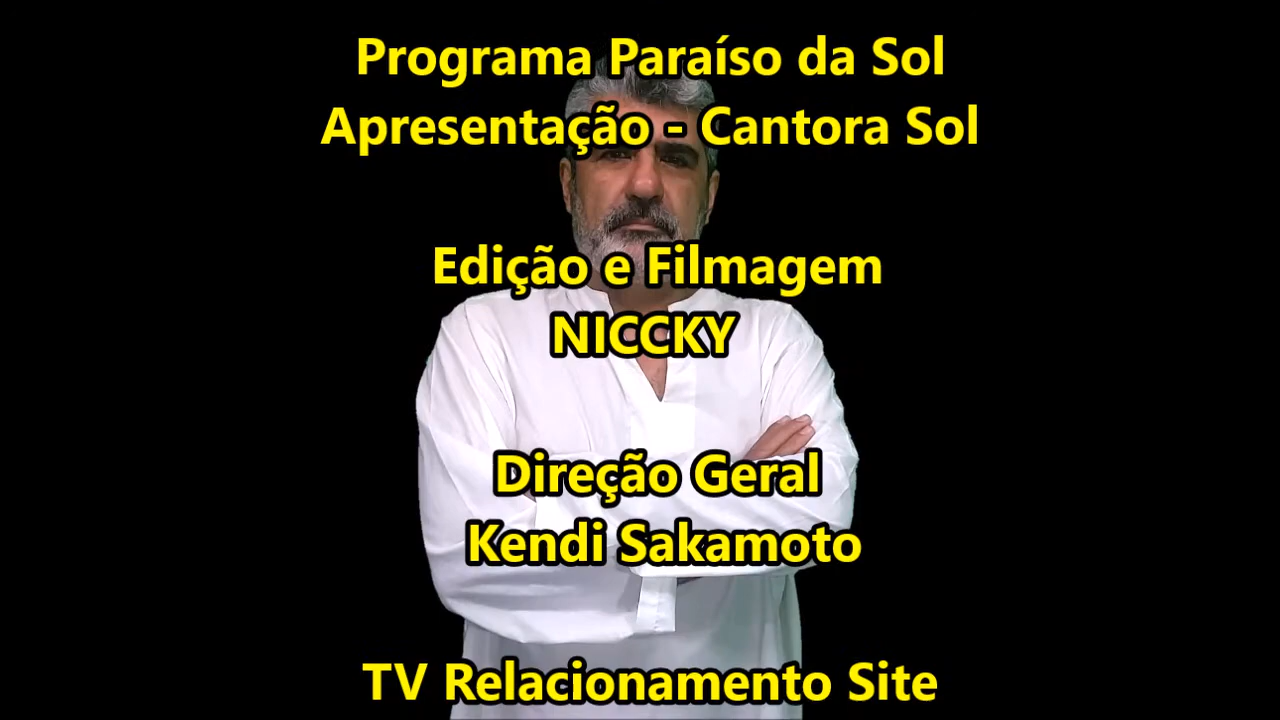 Programa Paraíso da Sol
Apresentação - Cantora Sol
Edição e Filmagem
NICCKY
Direção Geral
Kendi Sakamoto
TV Relacionamento Site